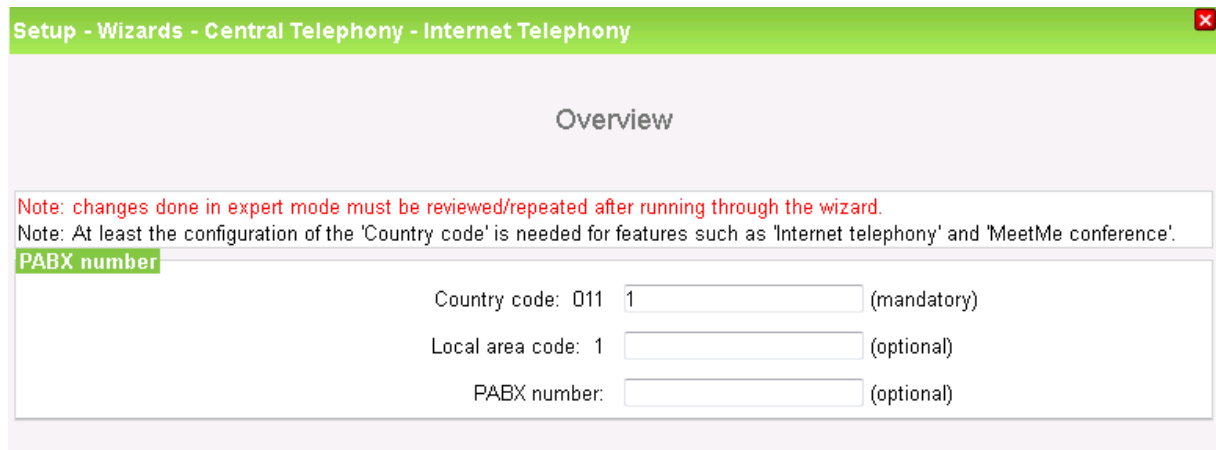 Setup - Wizards - Central Telephony - Internet Telephony
Overview
Note: changes done in expert mode must be reviewed/repeated after running through the wizard.
Note: At least the configuration of the 'Country code' is needed for features such as 'Internet telephony' and 'MeetMe conference'.
PABX number
Country code: 011 1 (mandatory)
Local area code: 1 (optional)
PABX number: (optional)